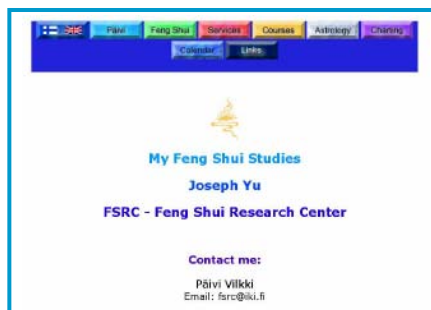 Päivi Feng Shui Services Courses Astrology Charting
Calendar Links
My Feng Shui Studies
Joseph Yu
FSRC - Feng Shui Research Center
Contact me:
Päivi Vilkki
Email: fsrc@iki.fi